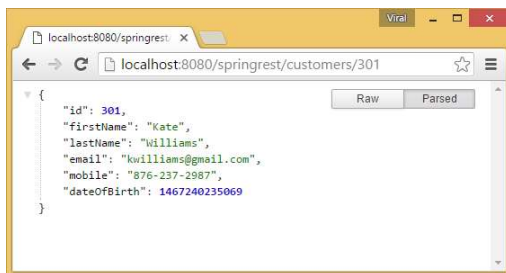 Viral
localhost:8080/springrest/
localhost:8080/springrest/customers/301
Raw Parsed
{
"id": 301,
"firstName": "Kate",
"lastName": "Williams",
"email": "kwilliams@gmail.com",
"mobile": "876-237-2987",
"dateOfBirth": 1467240235069
}